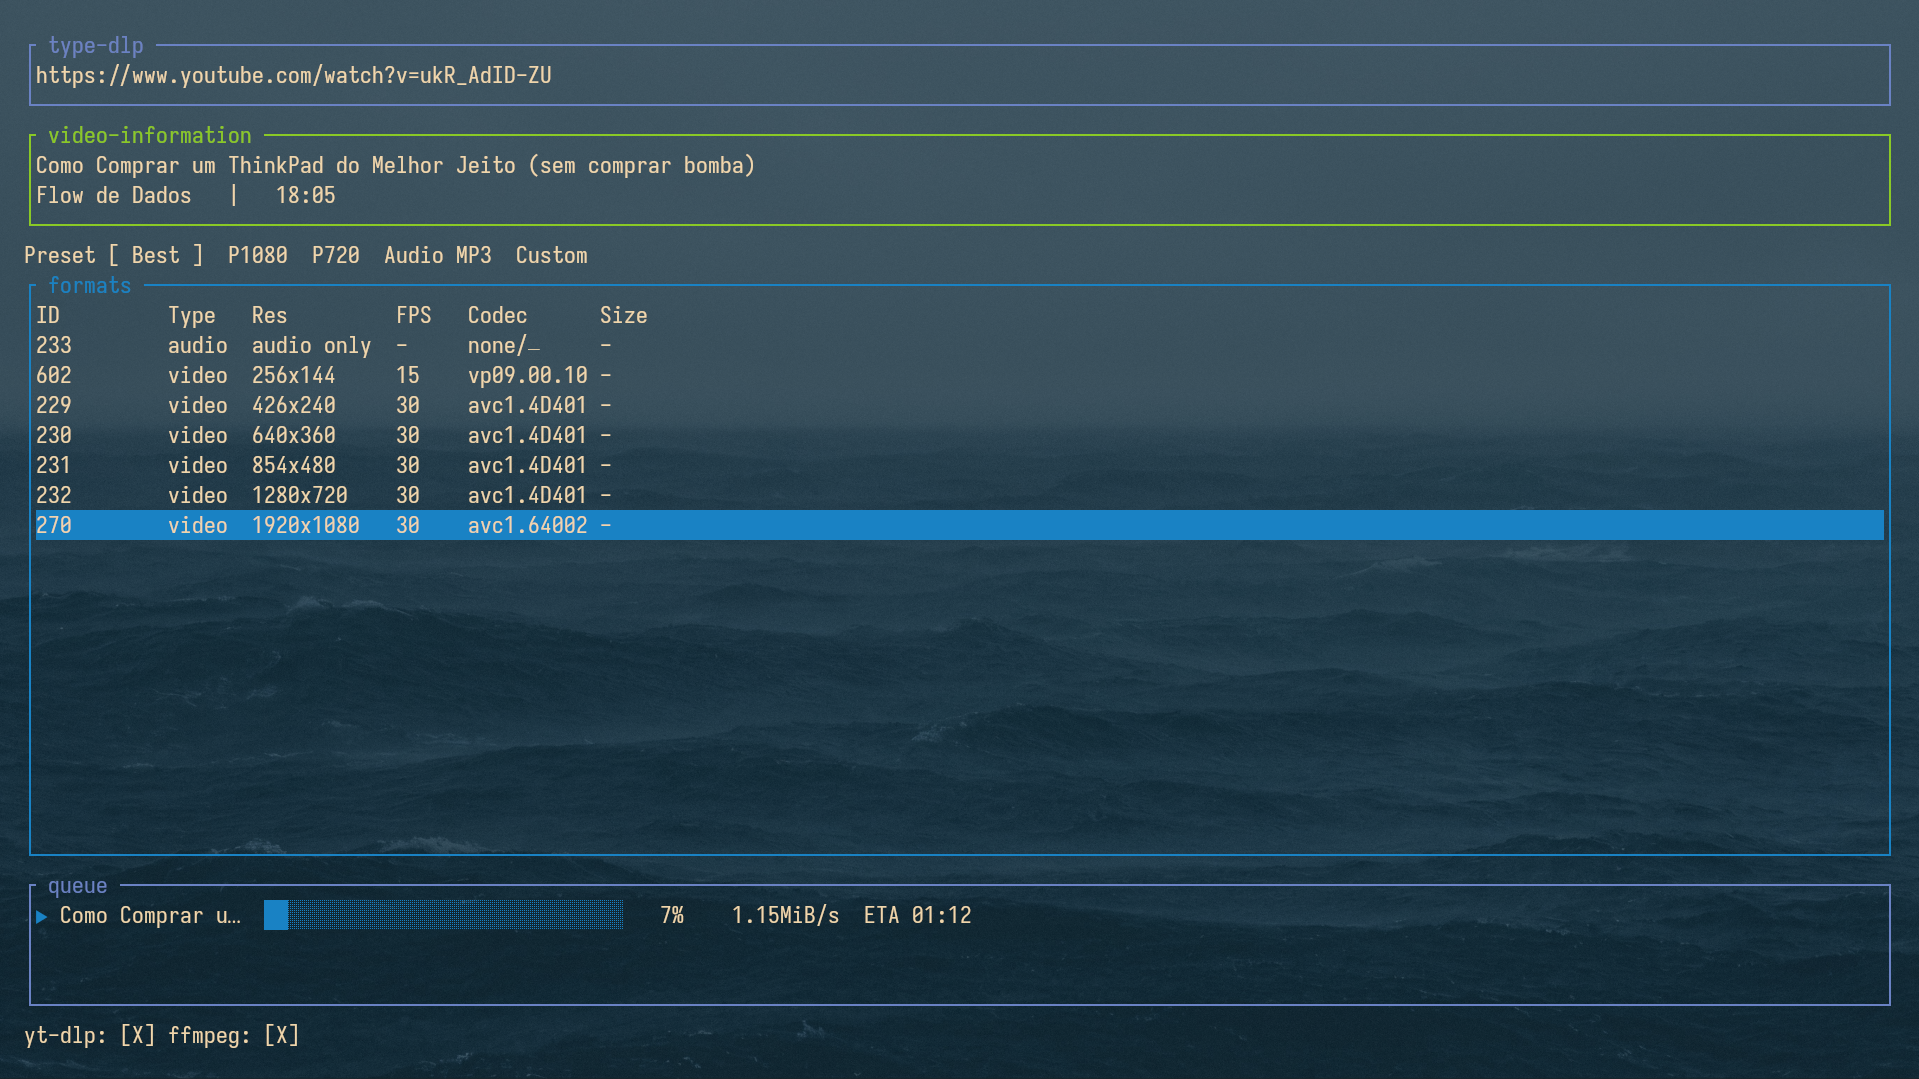 type-dlp
https://www.youtube.com/watch?v=ukR_AdID-ZU
video-information
Como Comprar um ThinkPad do Melhor Jeito (sem comprar bomba)
Flow de Dados | 18:05
Preset [ Best ] P1080 P720 Audio MP3 Custom
formats
ID Type Res FPS Codec Size
233 audio audio only - none/_ -
602 video 256x144 15 vp09.00.10 -
229 video 426x240 30 avc1.4D401 -
230 video 640x360 30 avc1.4D401 -
231 video 854x480 30 avc1.4D401 -
232 video 1280x720 30 avc1.4D401 -
270 video 1920x1080 30 avc1.64002 -
queue
▶ Como Comprar u… 7% 1.15MiB/s ETA 01:12
yt-dlp: [X] ffmpeg: [X]